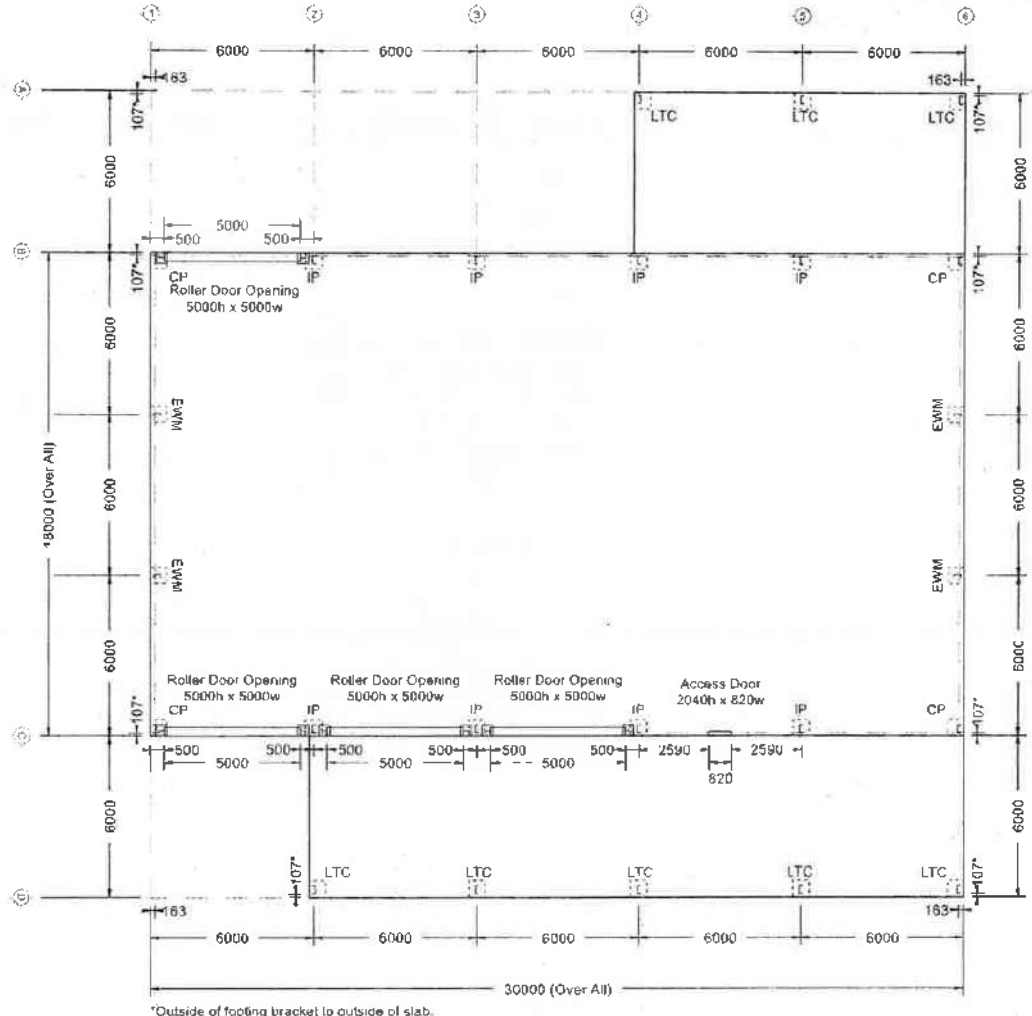 1 2 3 4 5 6
6000 6000 6000 6000 6000
163 163
A
107* LTC LTC LTC 107*
6000 6000
5000
500 500
B
107* CP IP IP IP IP CP 107*
Roller Door Opening
5000h x 5000w
6000 6000
EWM EWM
18000 (Over All)
6000 6000
EWM EWM
6000 6000
Roller Door Opening Roller Door Opening Roller Door Opening Access Door
5000h x 5000w 5000h x 5000w 5000h x 5000w 2040h x 820w
107* CP IP IP IP IP CP 107*
500 500 500 500 500 500 2590 2590
5000 5000 5000 820
6000 6000
107* LTC LTC LTC LTC LTC 107*
163 163
6000 6000 6000 6000 6000
30000 (Over All)
*Outside of footing bracket to outside of slab.